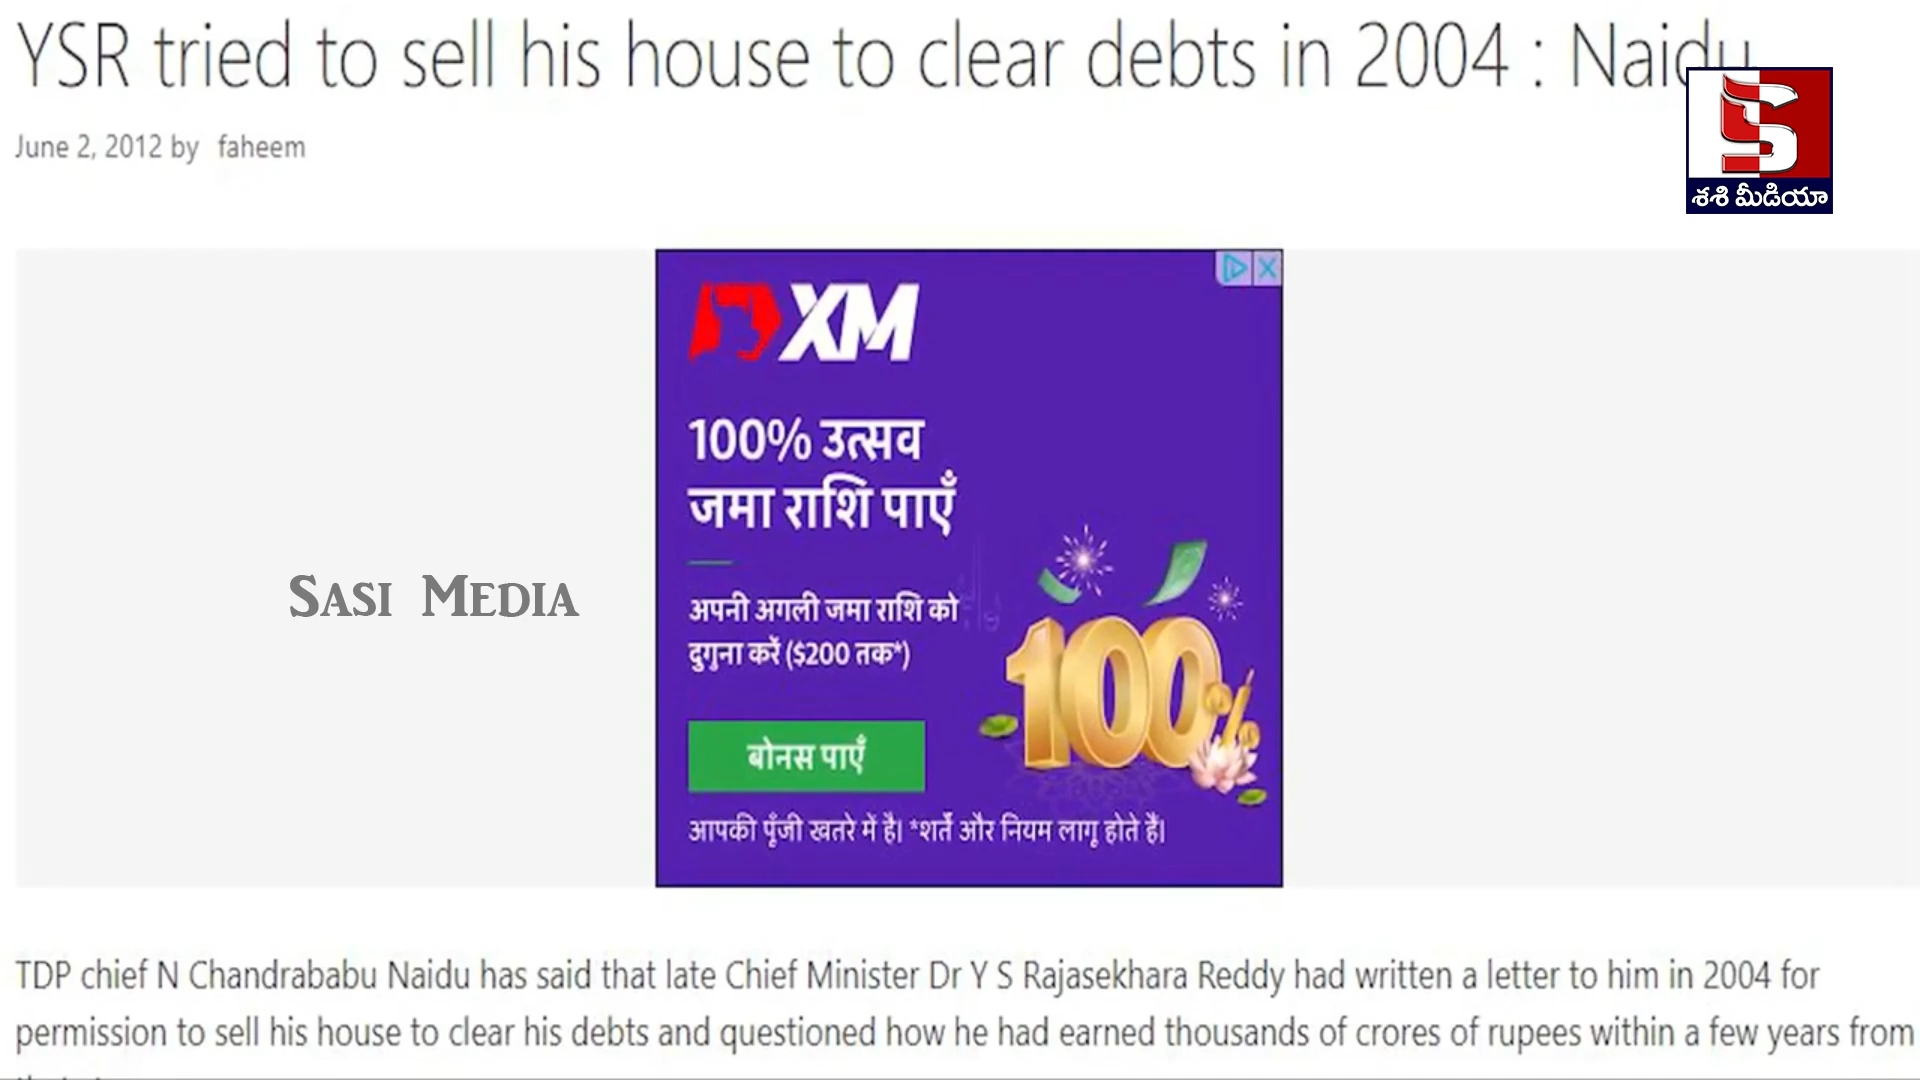 YSR tried to sell his house to clear debts in 2004 : Naidu
June 2, 2012 by faheem
శశి మీడియా
XM
100% उत्सव
जमा राशि पाएँ
अपनी अगली जमा राशि को
दुगुना करें ($200 तक*)
100%
बोनस पाएँ
आपकी पूँजी खतरे में है। *शर्तें और नियम लागू होते हैं।
SASI MEDIA
TDP chief N Chandrababu Naidu has said that late Chief Minister Dr Y S Rajasekhara Reddy had written a letter to him in 2004 for
permission to sell his house to clear his debts and questioned how he had earned thousands of crores of rupees within a few years from